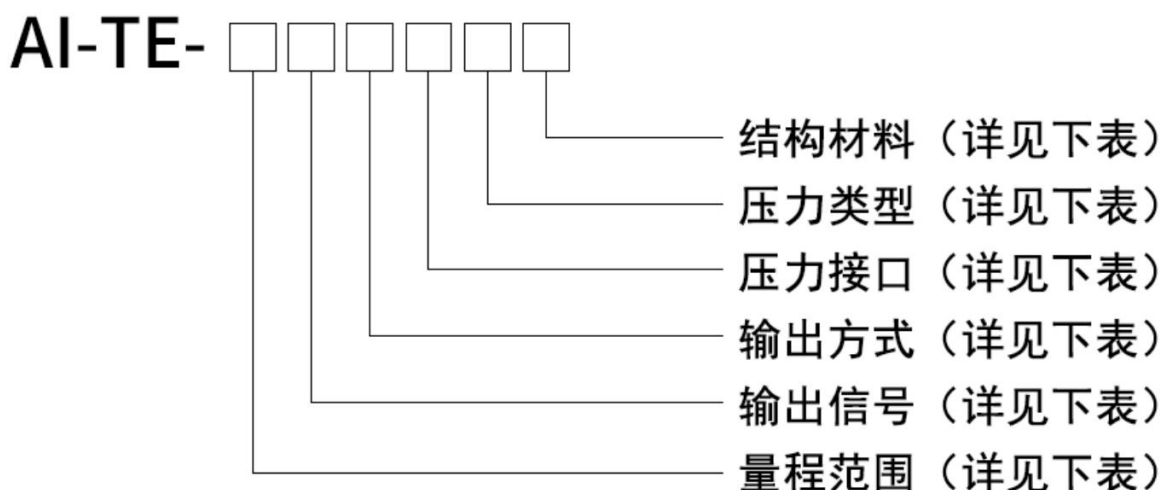 AI-TE-
结构材料（详见下表）
压力类型（详见下表）
压力接口（详见下表）
输出方式（详见下表）
输出信号（详见下表）
量程范围（详见下表）